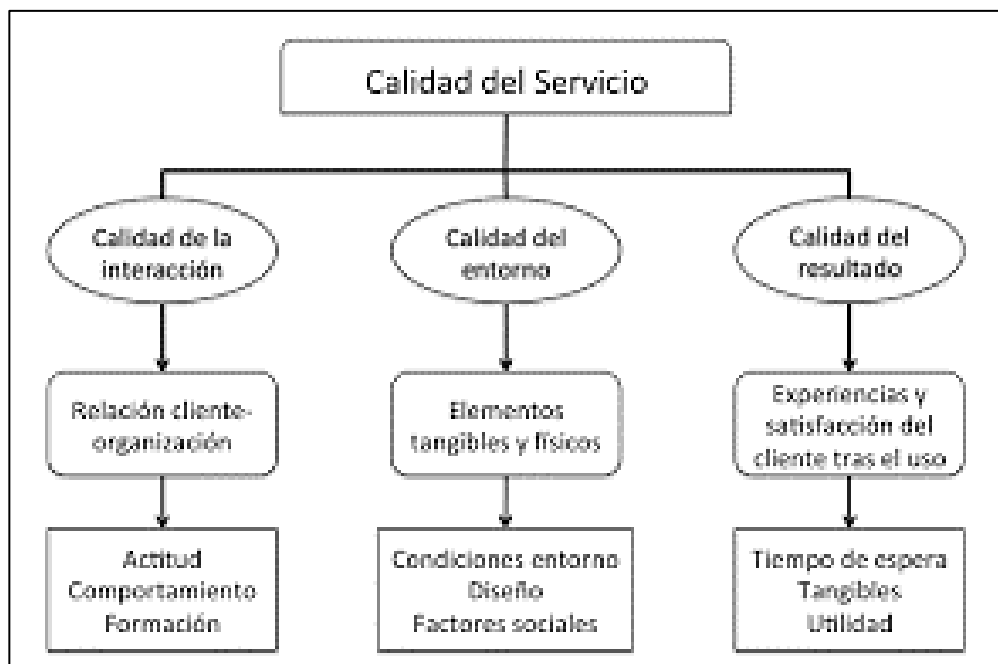 Calidad del Servicio
Calidad de la
interacción
Calidad del
entorno
Calidad del
resultado
Relación cliente-
organización
Elementos
tangibles y físicos
Experiencias y
satisfacción del
cliente tras el uso
Actitud
Comportamiento
Formación
Condiciones entorno
Diseño
Factores sociales
Tiempo de espera
Tangibles
Utilidad